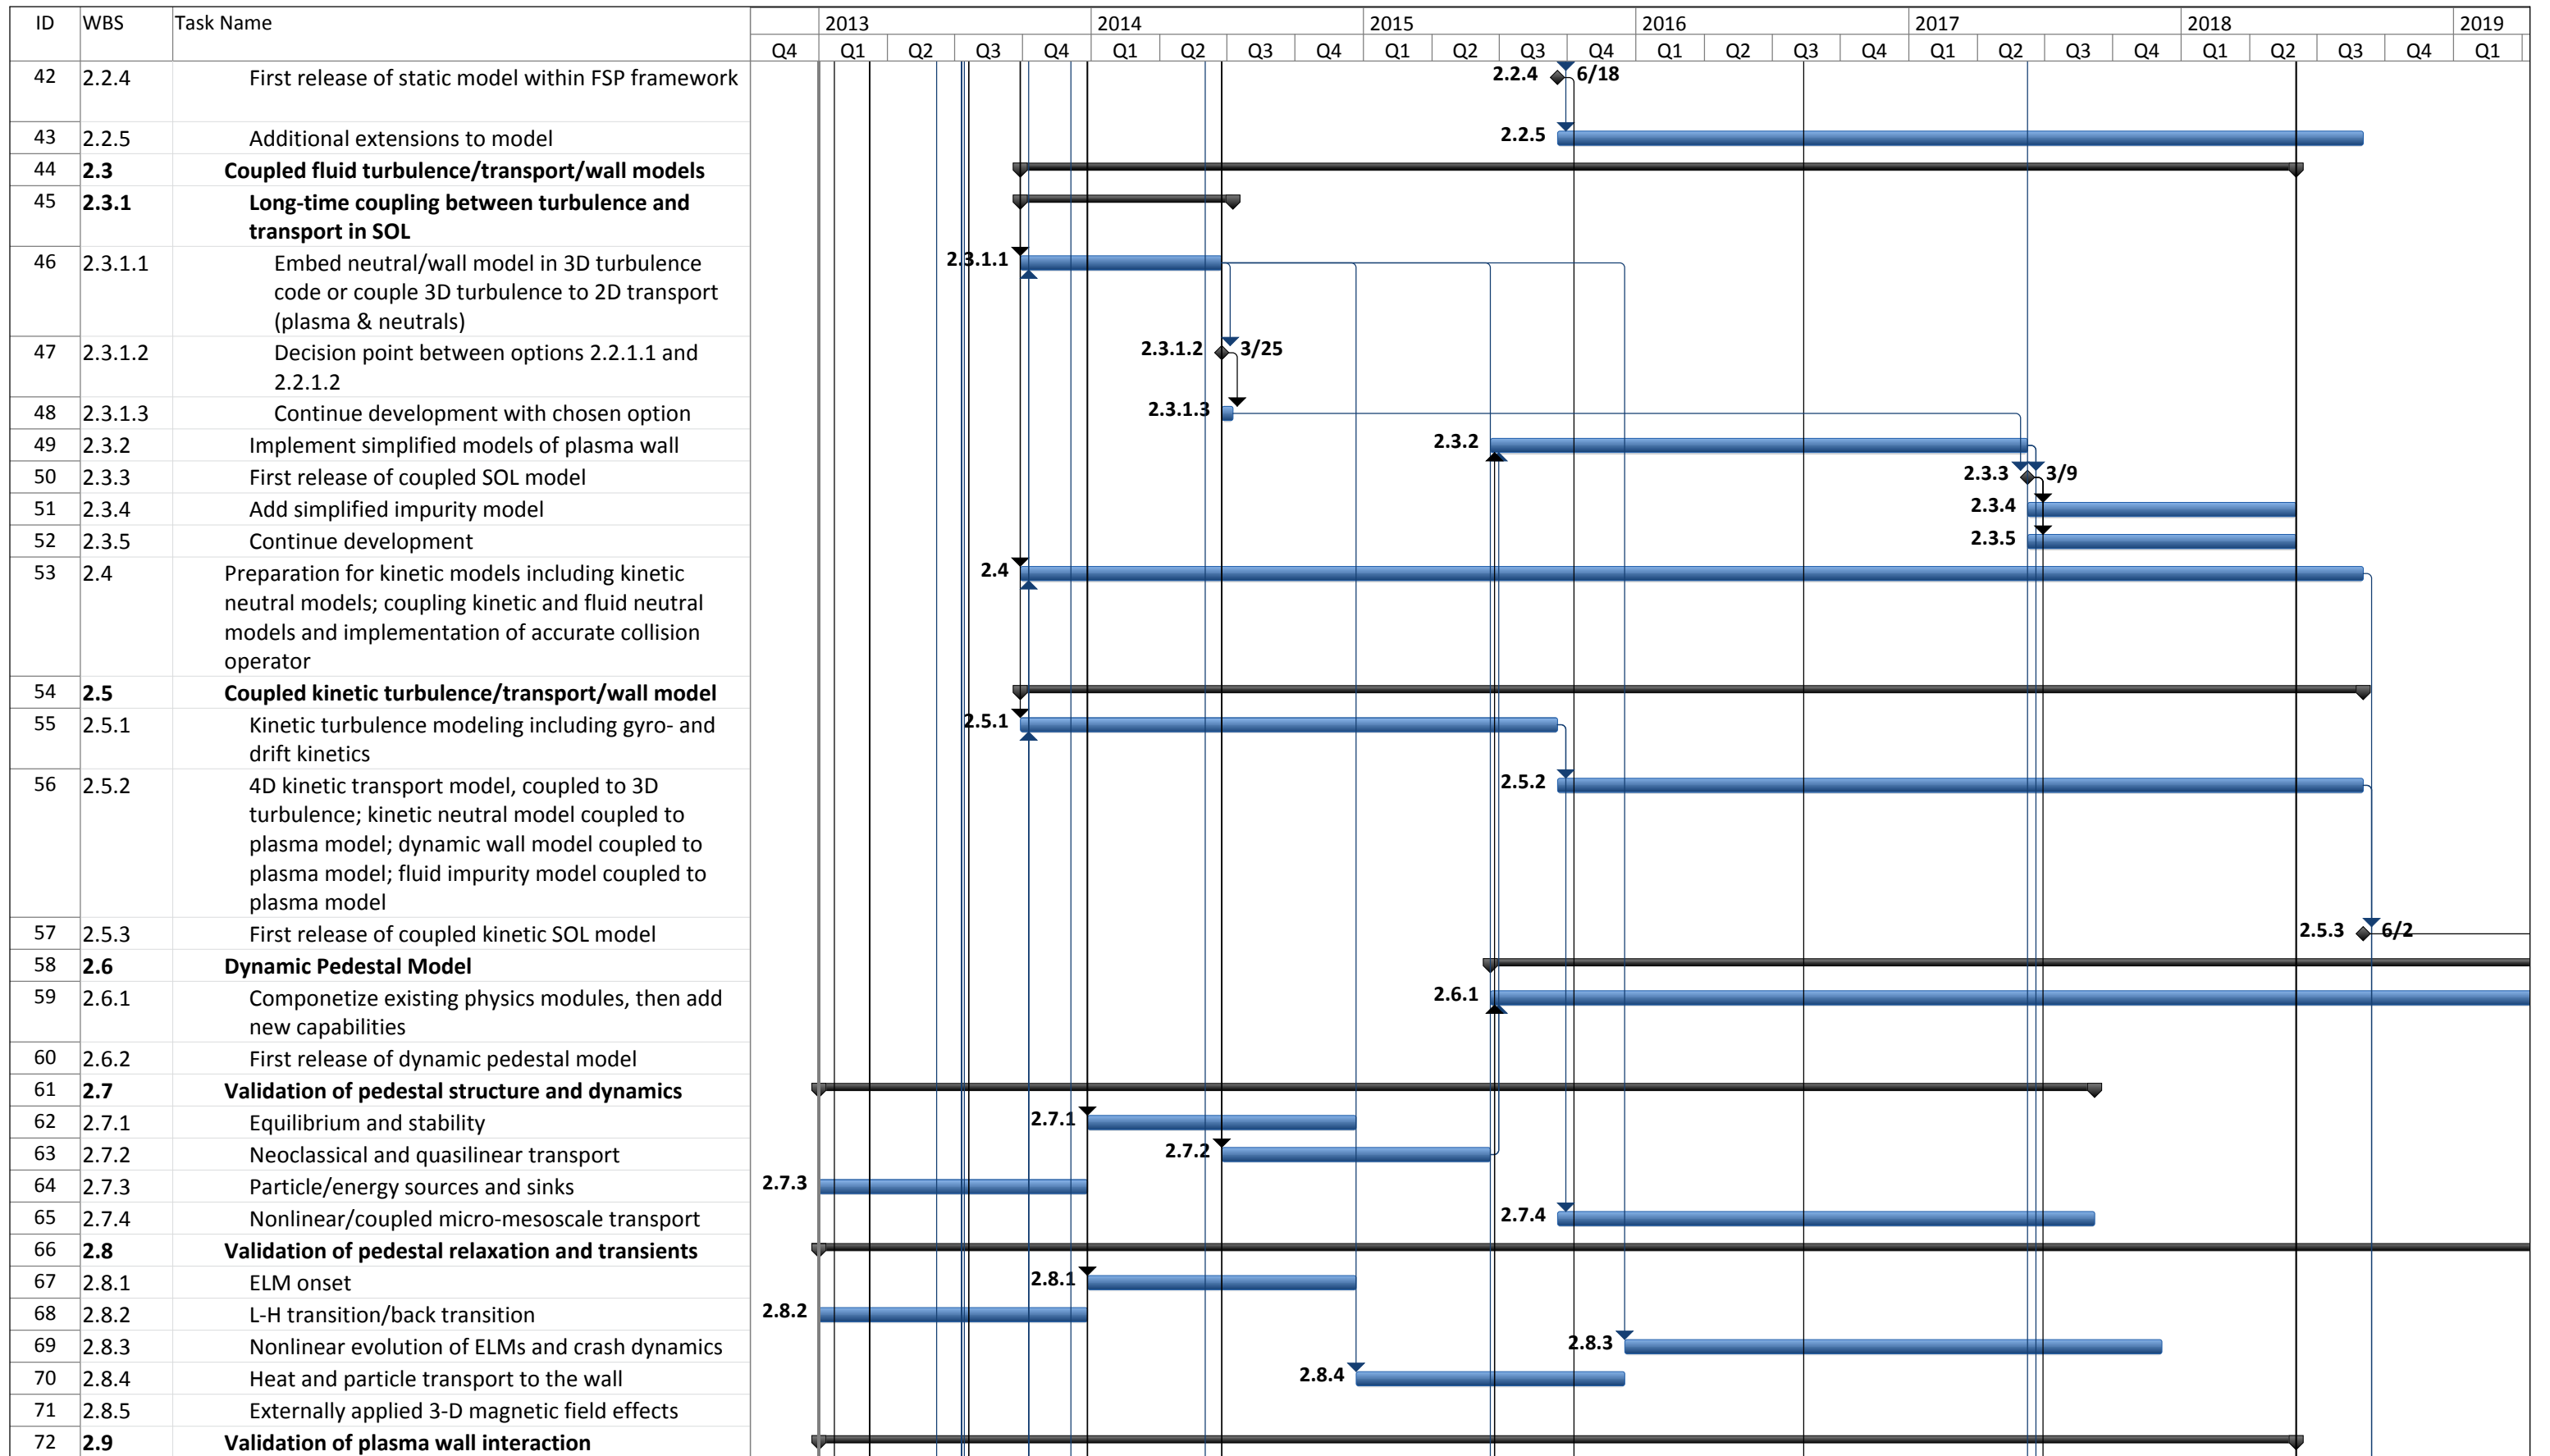 ID WBS Task Name 2013 2014 2015 2016 2017 2018 2019
Q4 Q1 Q2 Q3 Q4 Q1 Q2 Q3 Q4 Q1 Q2 Q3 Q4 Q1 Q2 Q3 Q4 Q1 Q2 Q3 Q4 Q1 Q2 Q3 Q4 Q1
42 2.2.4 First release of static model within FSP framework 2.2.4 6/18
43 2.2.5 Additional extensions to model 2.2.5
44 2.3 Coupled fluid turbulence/transport/wall models
45 2.3.1 Long-time coupling between turbulence and
transport in SOL
46 2.3.1.1 Embed neutral/wall model in 3D turbulence 2.3.1.1
code or couple 3D turbulence to 2D transport
(plasma & neutrals)
47 2.3.1.2 Decision point between options 2.2.1.1 and 2.3.1.2 3/25
2.2.1.2
48 2.3.1.3 Continue development with chosen option 2.3.1.3
49 2.3.2 Implement simplified models of plasma wall 2.3.2
50 2.3.3 First release of coupled SOL model 2.3.3 3/9
51 2.3.4 Add simplified impurity model 2.3.4
52 2.3.5 Continue development 2.3.5
53 2.4 Preparation for kinetic models including kinetic 2.4
neutral models; coupling kinetic and fluid neutral
models and implementation of accurate collision
operator
54 2.5 Coupled kinetic turbulence/transport/wall model
55 2.5.1 Kinetic turbulence modeling including gyro- and 2.5.1
drift kinetics
56 2.5.2 4D kinetic transport model, coupled to 3D 2.5.2
turbulence; kinetic neutral model coupled to
plasma model; dynamic wall model coupled to
plasma model; fluid impurity model coupled to
plasma model
57 2.5.3 First release of coupled kinetic SOL model 2.5.3 6/2
58 2.6 Dynamic Pedestal Model
59 2.6.1 Componetize existing physics modules, then add 2.6.1
new capabilities
60 2.6.2 First release of dynamic pedestal model
61 2.7 Validation of pedestal structure and dynamics
62 2.7.1 Equilibrium and stability 2.7.1
63 2.7.2 Neoclassical and quasilinear transport 2.7.2
64 2.7.3 Particle/energy sources and sinks 2.7.3
65 2.7.4 Nonlinear/coupled micro-mesoscale transport 2.7.4
66 2.8 Validation of pedestal relaxation and transients
67 2.8.1 ELM onset 2.8.1
68 2.8.2 L-H transition/back transition 2.8.2
69 2.8.3 Nonlinear evolution of ELMs and crash dynamics 2.8.3
70 2.8.4 Heat and particle transport to the wall 2.8.4
71 2.8.5 Externally applied 3-D magnetic field effects
72 2.9 Validation of plasma wall interaction